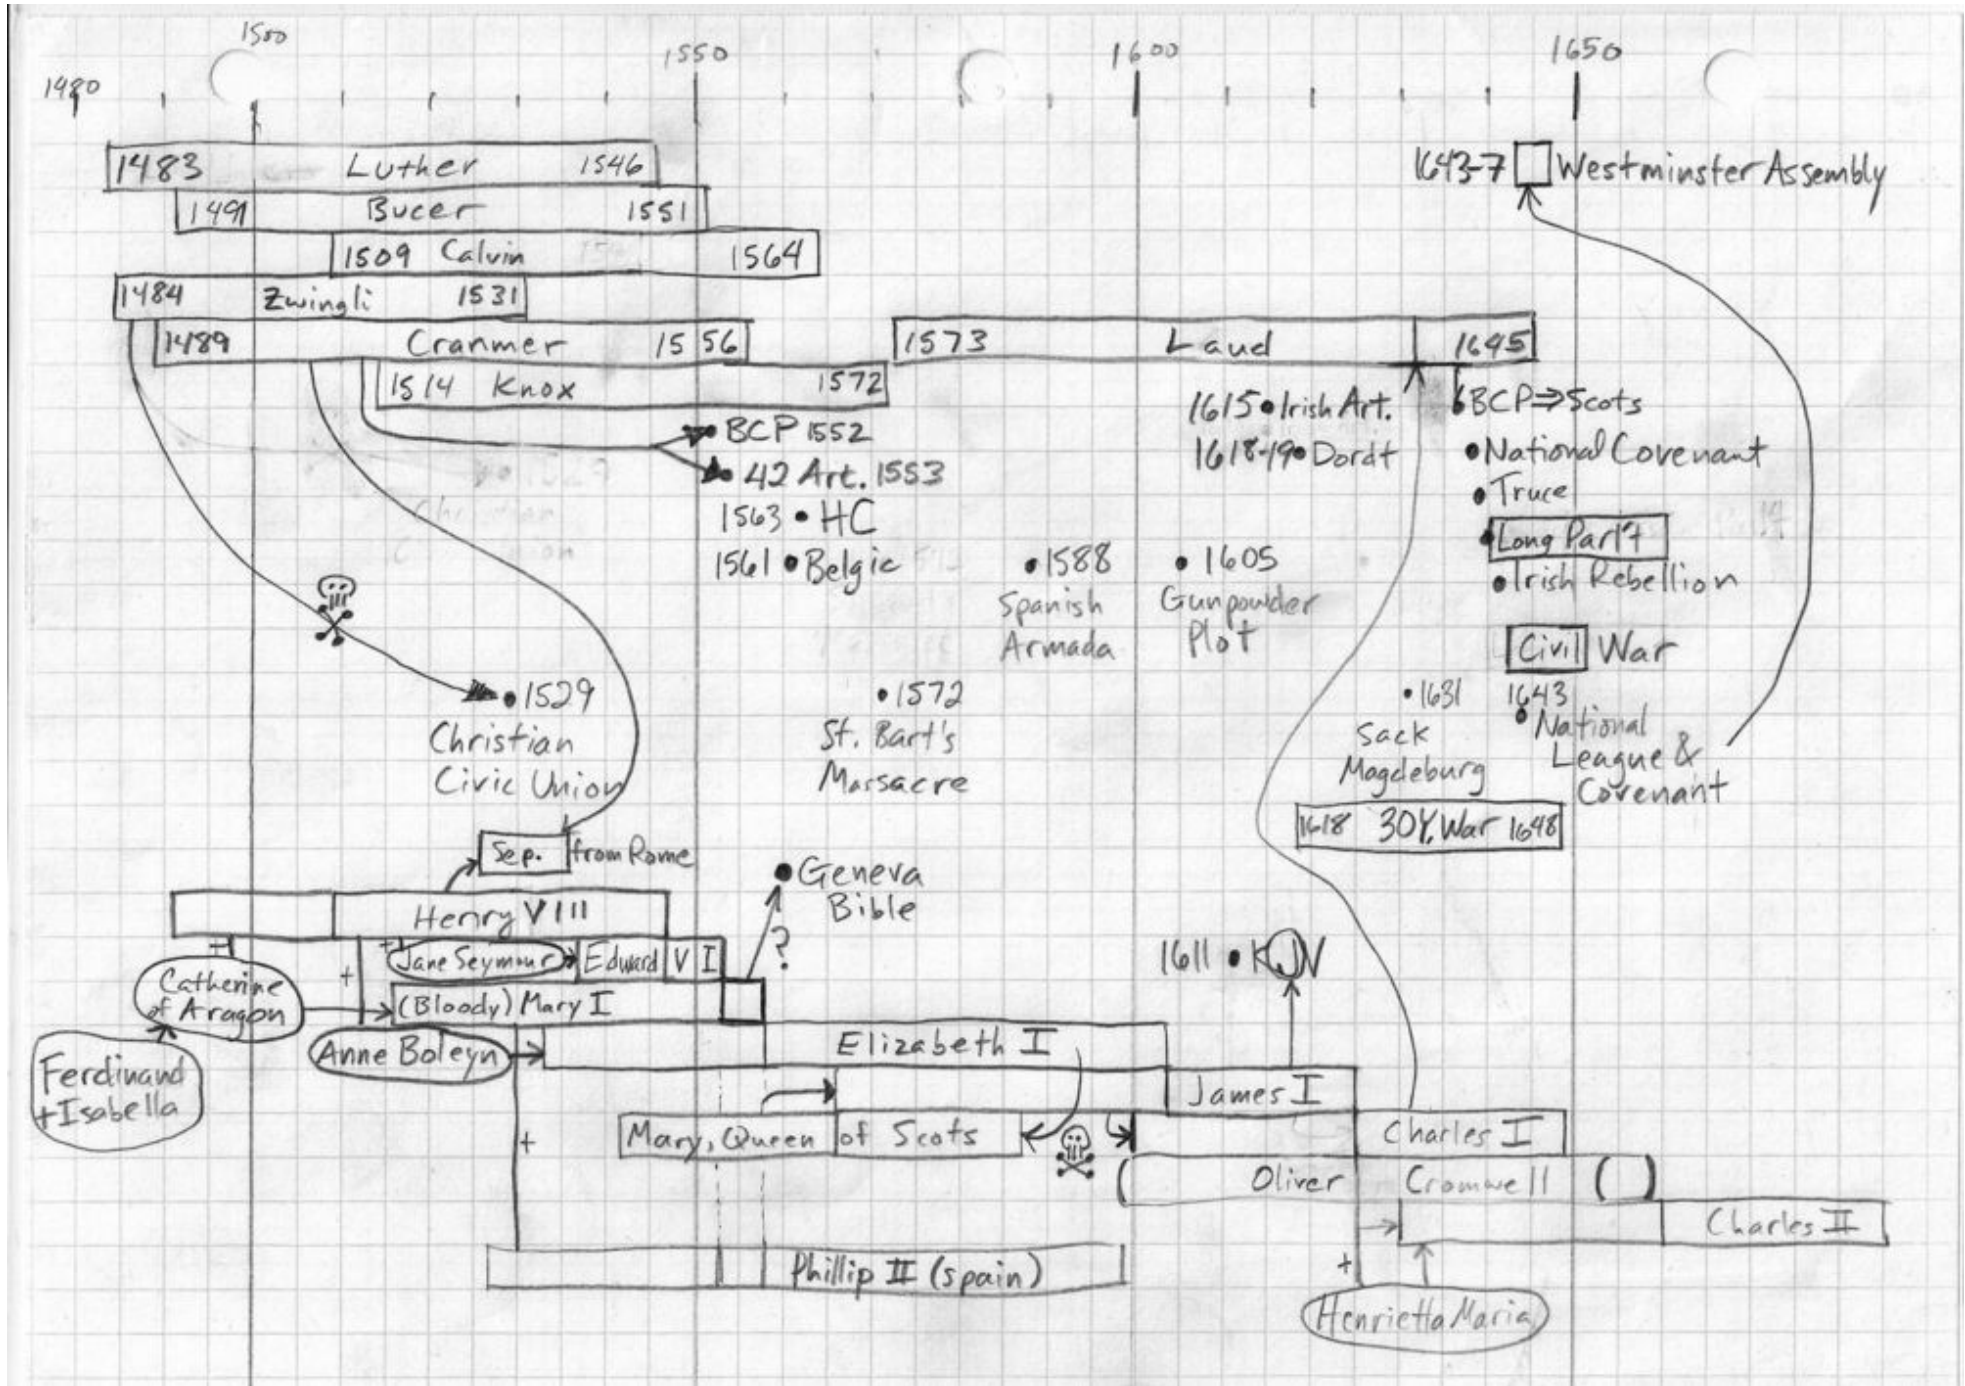 1500
1550
1600
1650
1480
1483 Luther 1546
1643-7 Westminster Assembly
1491 Bucer 1551
1509 Calvin 1564
1484 Zwingli 1531
1489 Cranmer 1556
1573 Laud 1645
1514 Knox 1572
1615 • Irish Art.
BCP⇒Scots
• BCP 1552
1618-19 • Dordt
• National Covenant
• 42 Art. 1553
• Truce
1563 • HC
• Long Parl't
1561 • Belgic
• 1588
Spanish
Armada
• 1605
Gunpowder
Plot
• Irish Rebellion
Civil War
• 1529
Christian
Civic Union
• 1572
St. Bart's
Massacre
• 1631
Sack
Magdeburg
1643
• National
League &
Covenant
1618 30Y. War 1648
Sep. from Rome
• Geneva
Bible
Henry VIII
?
+
Jane Seymour
Edward VI
1611 • KJV
Catherine
of Aragon
+
(Bloody) Mary I
Anne Boleyn
Elizabeth I
Ferdinand
+Isabella
James I
+
Mary, Queen of Scots
Charles I
Oliver Cromwell ( )
Charles II
Phillip II (spain)
+
Henrietta Maria